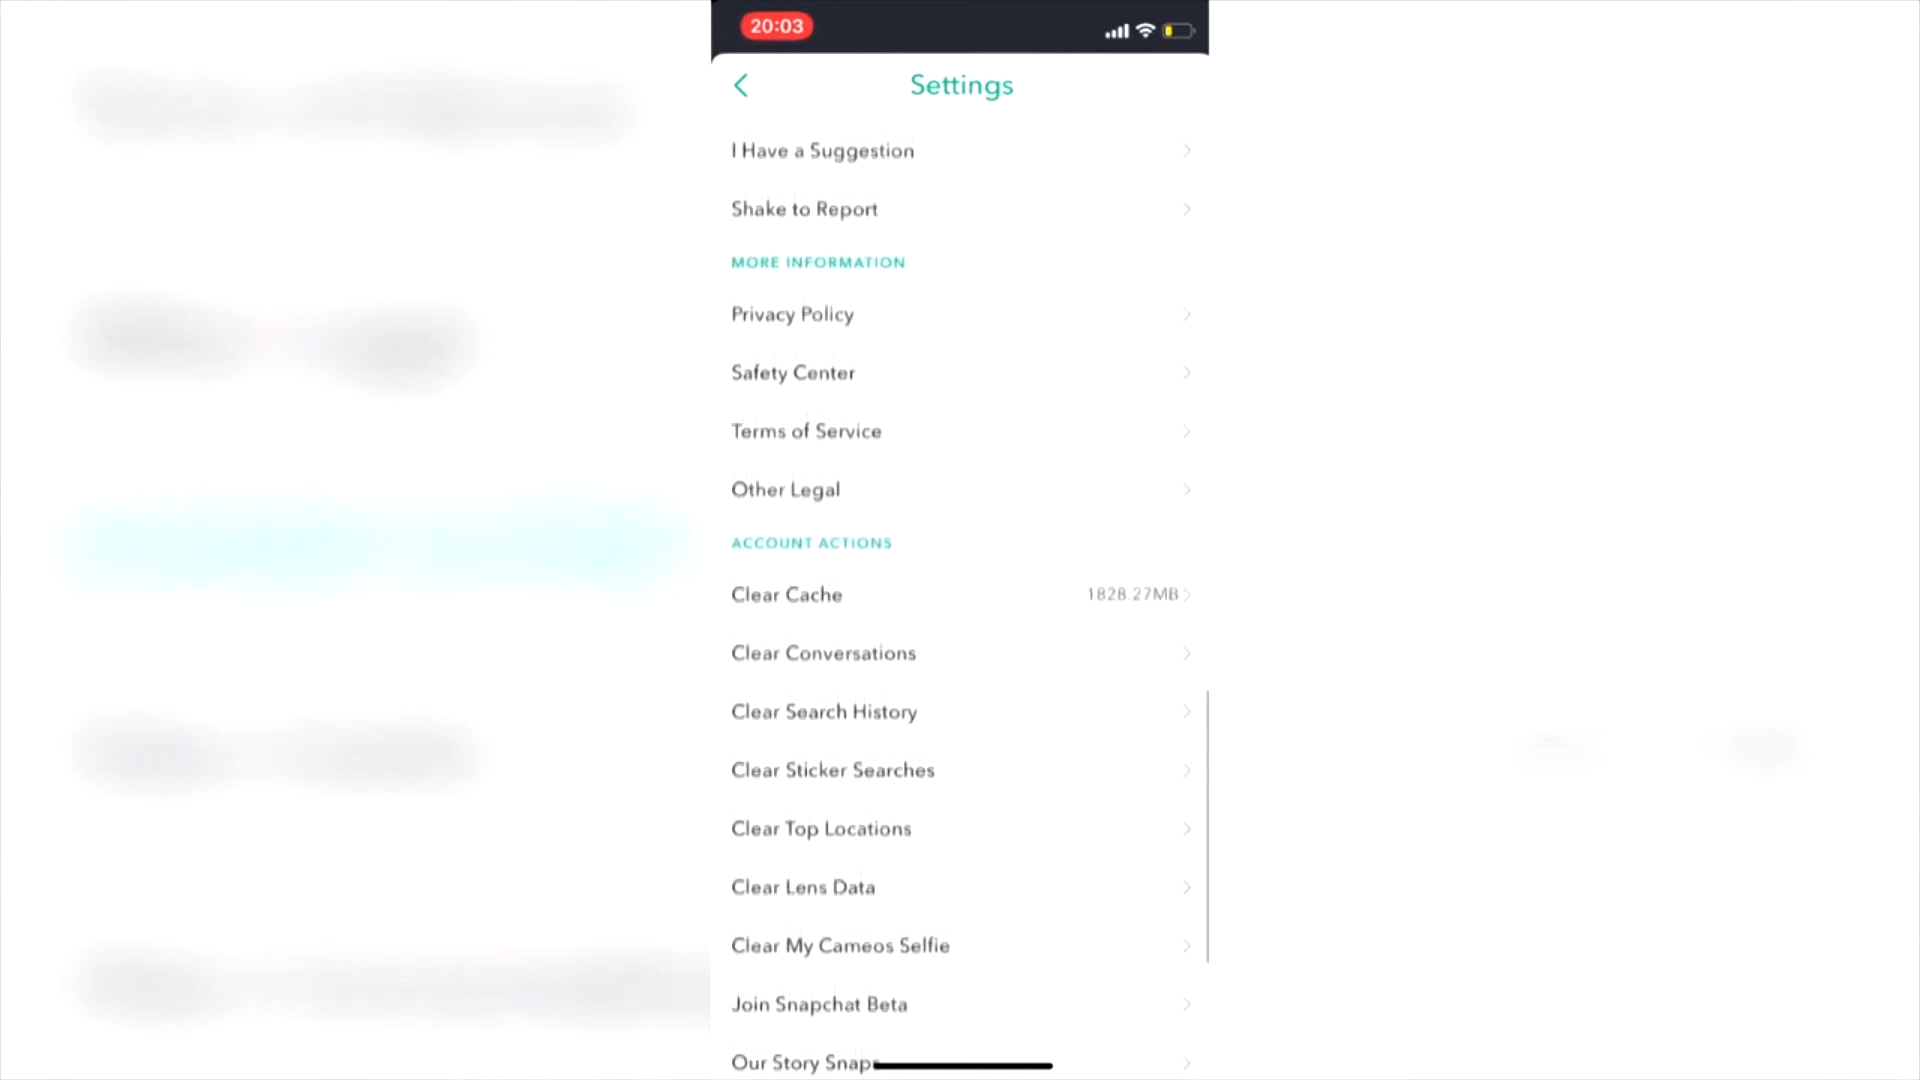 20:03
Settings
I Have a Suggestion
Shake to Report
MORE INFORMATION
Privacy Policy
Safety Center
Terms of Service
Other Legal
ACCOUNT ACTIONS
Clear Cache 1828.27MB
Clear Conversations
Clear Search History
Clear Sticker Searches
Clear Top Locations
Clear Lens Data
Clear My Cameos Selfie
Join Snapchat Beta
Our Story Snaps